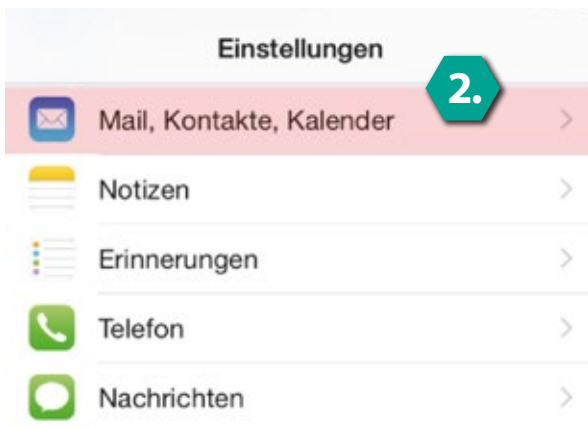 Einstellungen
2.
Mail, Kontakte, Kalender
Notizen
Erinnerungen
Telefon
Nachrichten